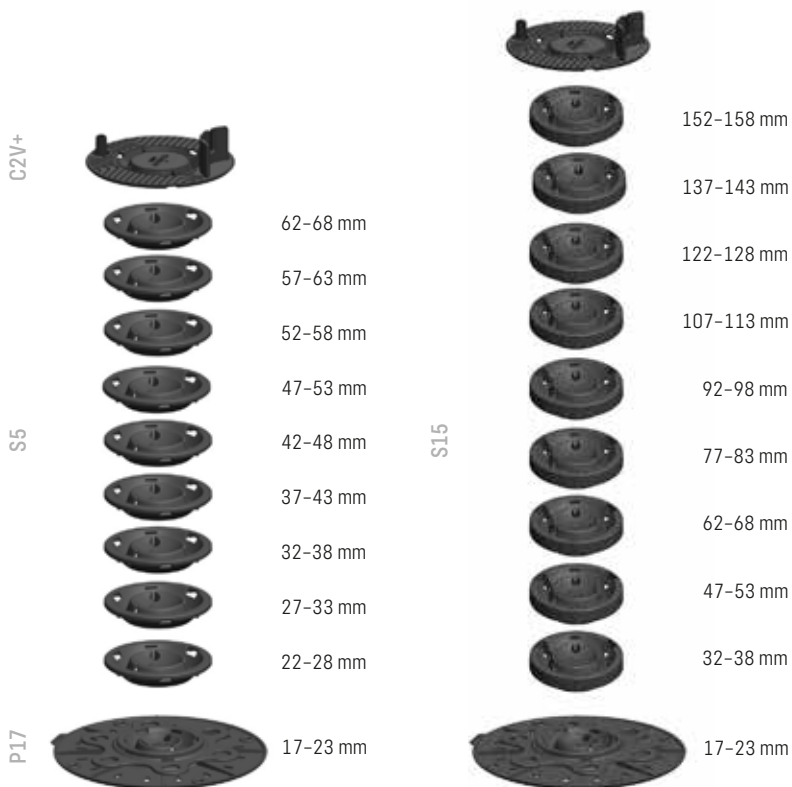 C2V+
62–68 mm
57–63 mm
52–58 mm
47–53 mm
42–48 mm
37–43 mm
32–38 mm
27–33 mm
22–28 mm
17–23 mm
S5
P17
152–158 mm
137–143 mm
122–128 mm
107–113 mm
92–98 mm
77–83 mm
62–68 mm
47–53 mm
32–38 mm
17–23 mm
S15